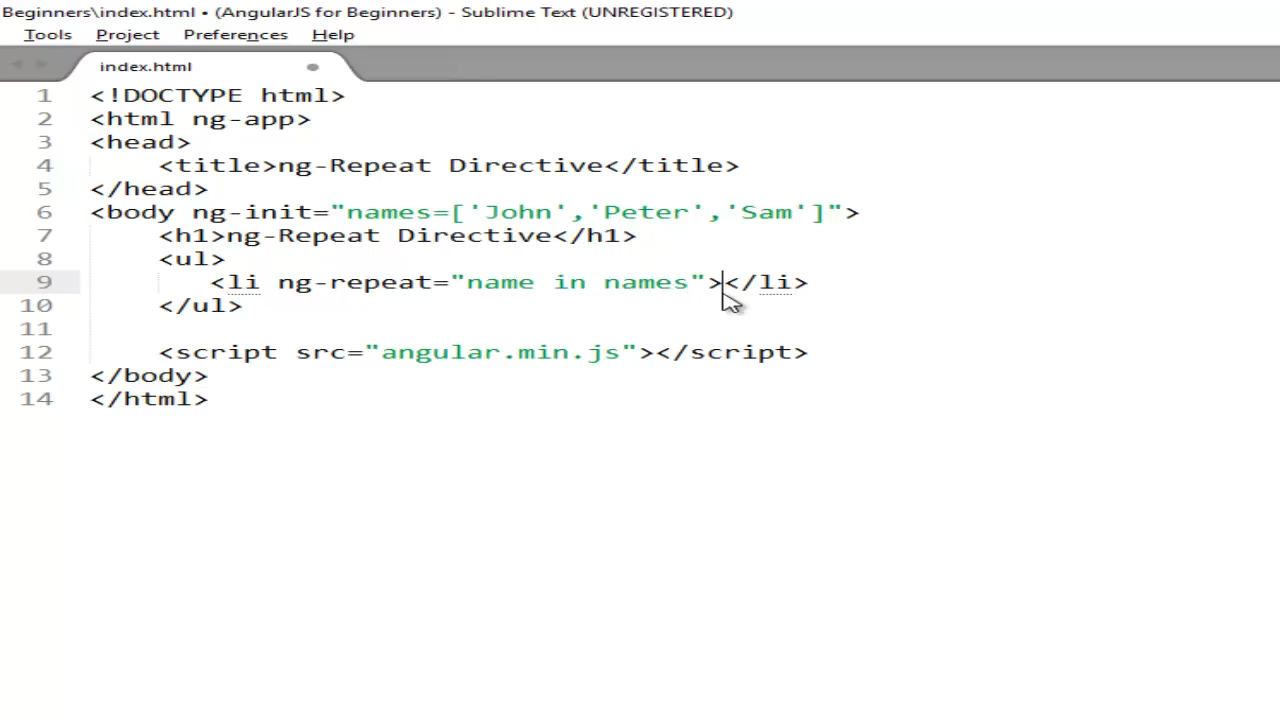 Beginners\index.html • (AngularJS for Beginners) - Sublime Text (UNREGISTERED)
Tools Project Preferences Help
index.html
1 <!DOCTYPE html>
2 <html ng-app>
3 <head>
4 <title>ng-Repeat Directive</title>
5 </head>
6 <body ng-init="names=['John','Peter','Sam']">
7 <h1>ng-Repeat Directive</h1>
8 <ul>
9 <li ng-repeat="name in names"></li>
10 </ul>
11
12 <script src="angular.min.js"></script>
13 </body>
14 </html>